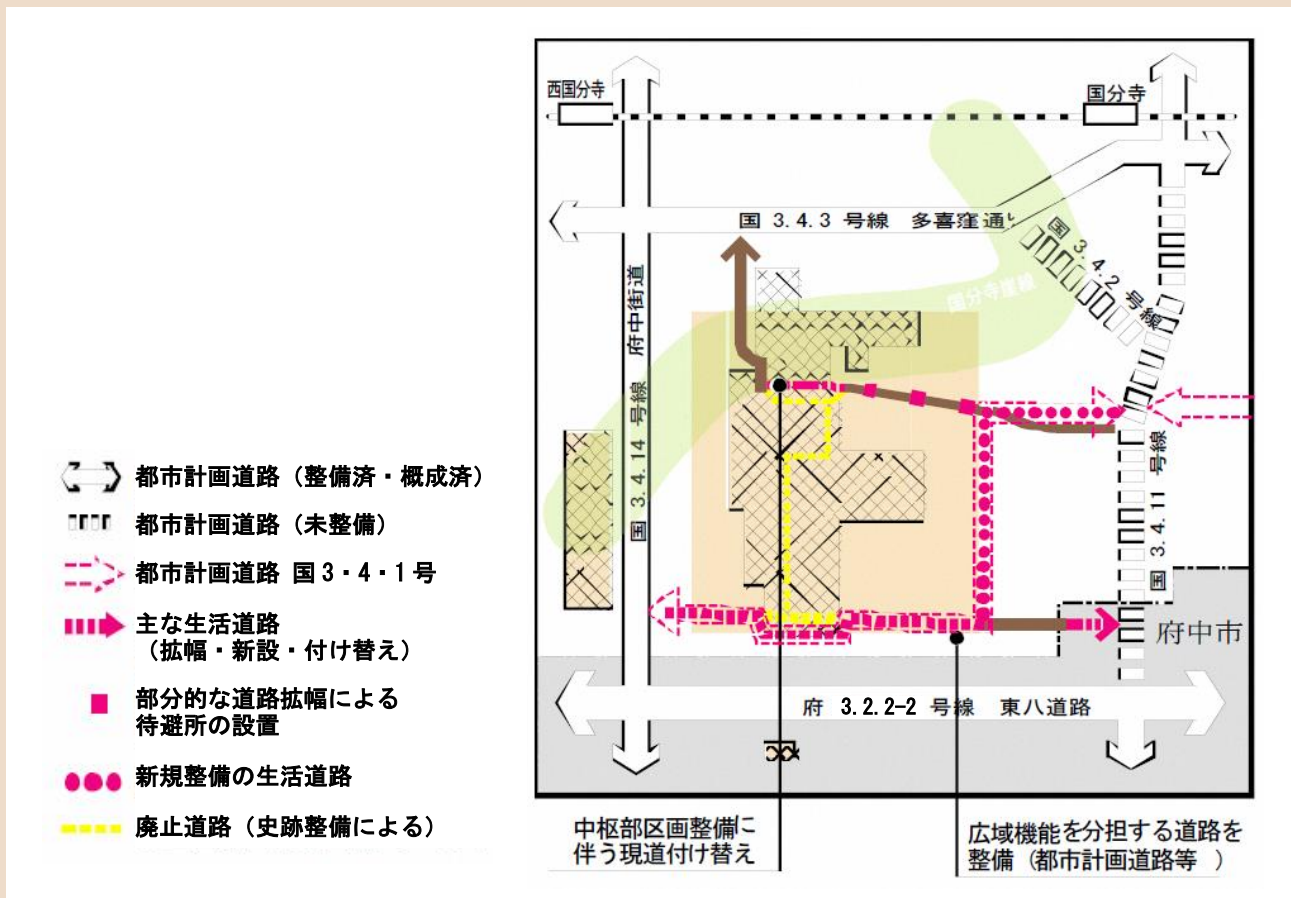 西国分寺
国分寺
国 3.4.3 号線 多喜窪通り
国 3.4.2 号線
国分寺崖線
国 3.4.14 号線 府中街道
国 3.4.11 号線
府中市
府 3.2.2-2 号線 東八道路
都市計画道路（整備済・概成済）
都市計画道路（未整備）
都市計画道路 国3・4・1号
主な生活道路
（拡幅・新設・付け替え）
部分的な道路拡幅による
待避所の設置
新規整備の生活道路
廃止道路（史跡整備による）
中枢部区画整備に
伴う現道付け替え
広域機能を分担する道路を
整備（都市計画道路等 ）